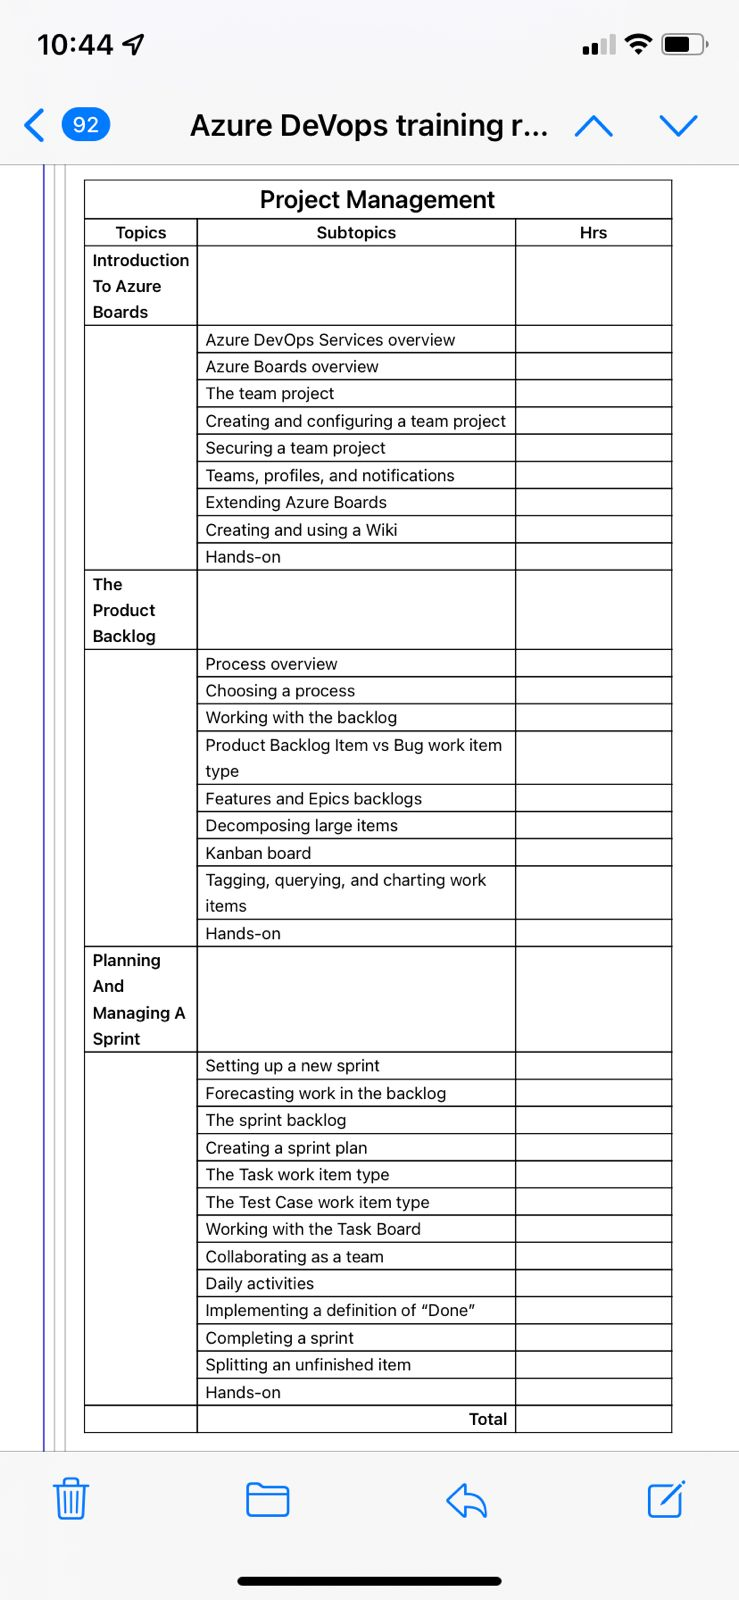 10:44
92
Azure DeVops training r...
Project Management
Topics Subtopics Hrs
Introduction
To Azure
Boards
Azure DevOps Services overview
Azure Boards overview
The team project
Creating and configuring a team project
Securing a team project
Teams, profiles, and notifications
Extending Azure Boards
Creating and using a Wiki
Hands-on
The
Product
Backlog
Process overview
Choosing a process
Working with the backlog
Product Backlog Item vs Bug work item
type
Features and Epics backlogs
Decomposing large items
Kanban board
Tagging, querying, and charting work
items
Hands-on
Planning
And
Managing A
Sprint
Setting up a new sprint
Forecasting work in the backlog
The sprint backlog
Creating a sprint plan
The Task work item type
The Test Case work item type
Working with the Task Board
Collaborating as a team
Daily activities
Implementing a definition of “Done”
Completing a sprint
Splitting an unfinished item
Hands-on
Total